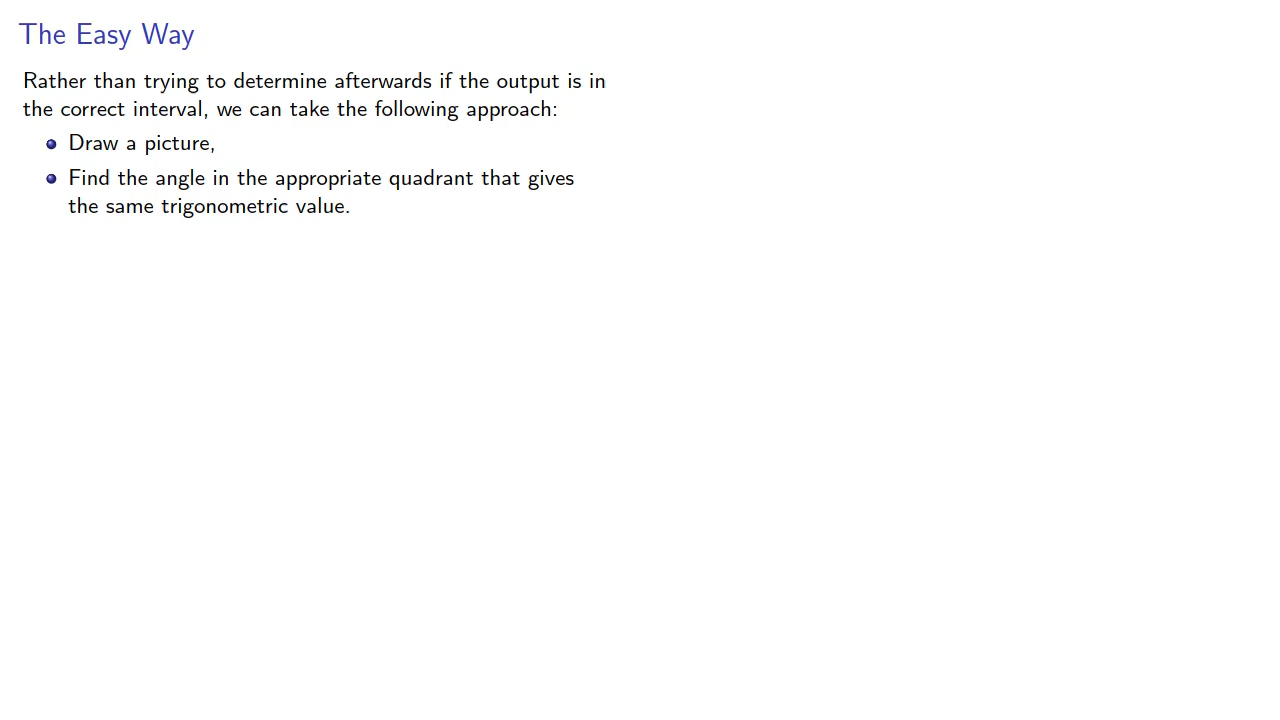 The Easy Way
Rather than trying to determine afterwards if the output is in
the correct interval, we can take the following approach:
Draw a picture,
Find the angle in the appropriate quadrant that gives
the same trigonometric value.